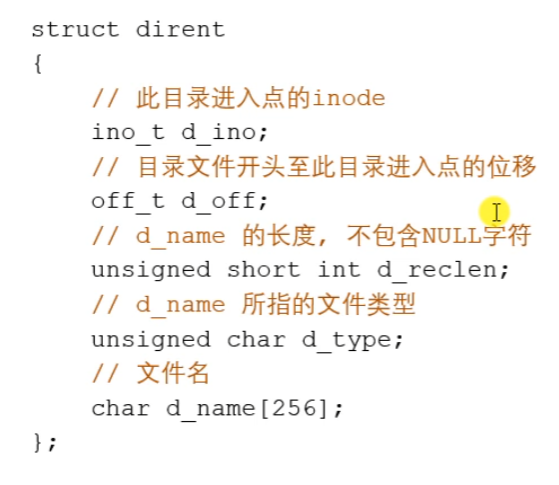 struct dirent
{
// 此目录进入点的inode
ino_t d_ino;
// 目录文件开头至此目录进入点的位移
off_t d_off;
// d_name 的长度, 不包含NULL字符
unsigned short int d_reclen;
// d_name 所指的文件类型
unsigned char d_type;
// 文件名
char d_name[256];
};